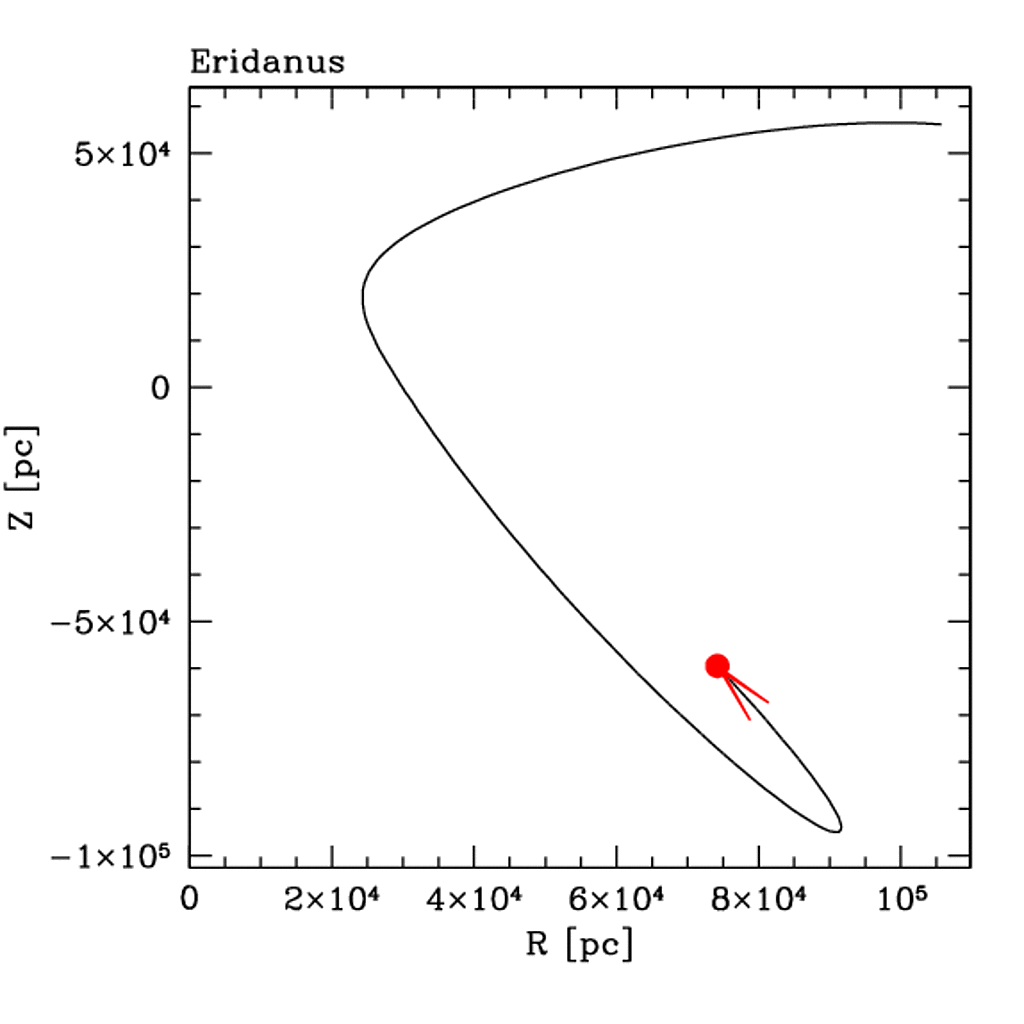 Eridanus
5×10⁴
0
−5×10⁴
−1×10⁵
Z [pc]
0 2×10⁴ 4×10⁴ 6×10⁴ 8×10⁴ 10⁵
R [pc]